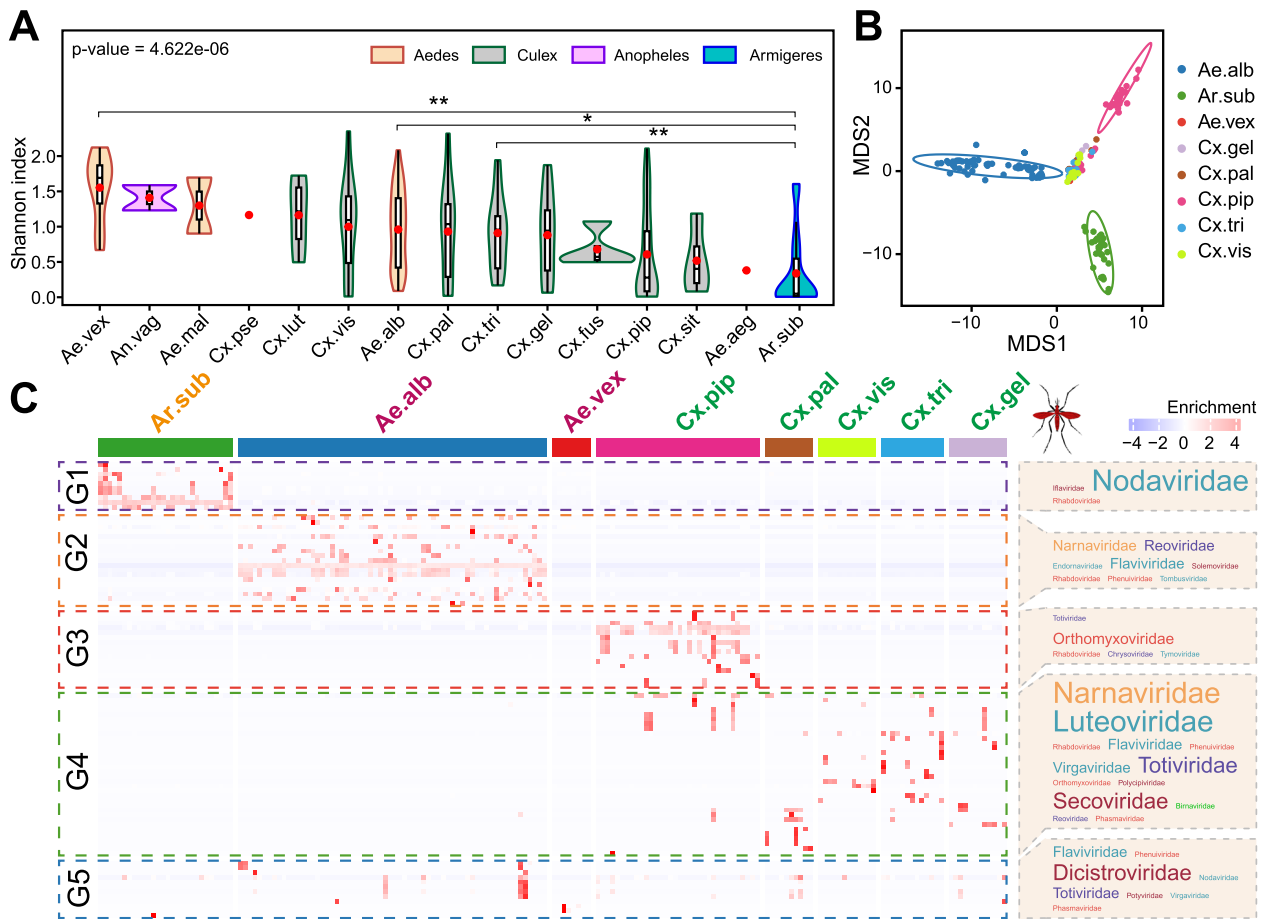 A
p-value = 4.622e-06
Aedes
Culex
Anopheles
Armigeres
**
*
**
Shannon index
2.0
1.5
1.0
0.5
0.0
Ae.vex
An.vag
Ae.mal
Cx.pse
Cx.lut
Cx.vis
Ae.alb
Cx.pal
Cx.tri
Cx.gel
Cx.fus
Cx.pip
Cx.sit
Ae.aeg
Ar.sub
B
MDS2
10
0
−10
−10
0
10
MDS1
Ae.alb
Ar.sub
Ae.vex
Cx.gel
Cx.pal
Cx.pip
Cx.tri
Cx.vis
C
Ar.sub
Ae.alb
Ae.vex
Cx.pip
Cx.pal
Cx.vis
Cx.tri
Cx.gel
Enrichment
−4 −2 0 2 4
G1
G2
G3
G4
G5
Iflaviridae Nodaviridae
Rhabdoviridae
Narnaviridae Reoviridae
Endornaviridae Flaviviridae Solemoviridae
Rhabdoviridae Phenuiviridae Tombusviridae
Totiviridae
Orthomyxoviridae
Rhabdoviridae Chrysoviridae Tymoviridae
Narnaviridae
Luteoviridae
Rhabdoviridae Flaviviridae Phenuiviridae
Virgaviridae Totiviridae
Orthomyxoviridae Polycipiviridae
Secoviridae Birnaviridae
Reoviridae Phasmaviridae
Flaviviridae Phenuiviridae
Dicistroviridae Nodaviridae
Totiviridae Potyviridae Virgaviridae
Phasmaviridae